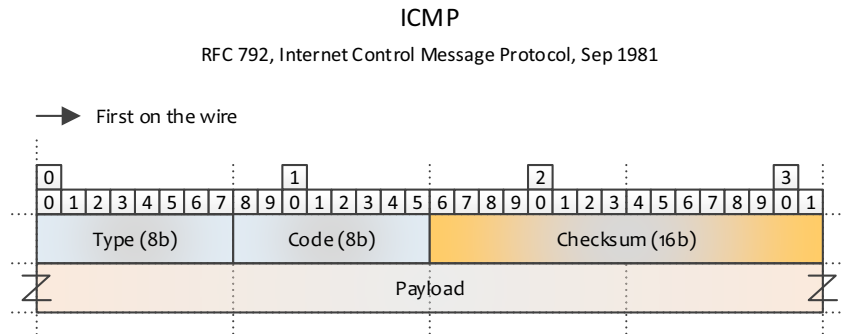 ICMP
RFC 792, Internet Control Message Protocol, Sep 1981
First on the wire
0 1 2 3
0 1 2 3 4 5 6 7 8 9 0 1 2 3 4 5 6 7 8 9 0 1 2 3 4 5 6 7 8 9 0 1
Type (8b) Code (8b) Checksum (16b)
Payload